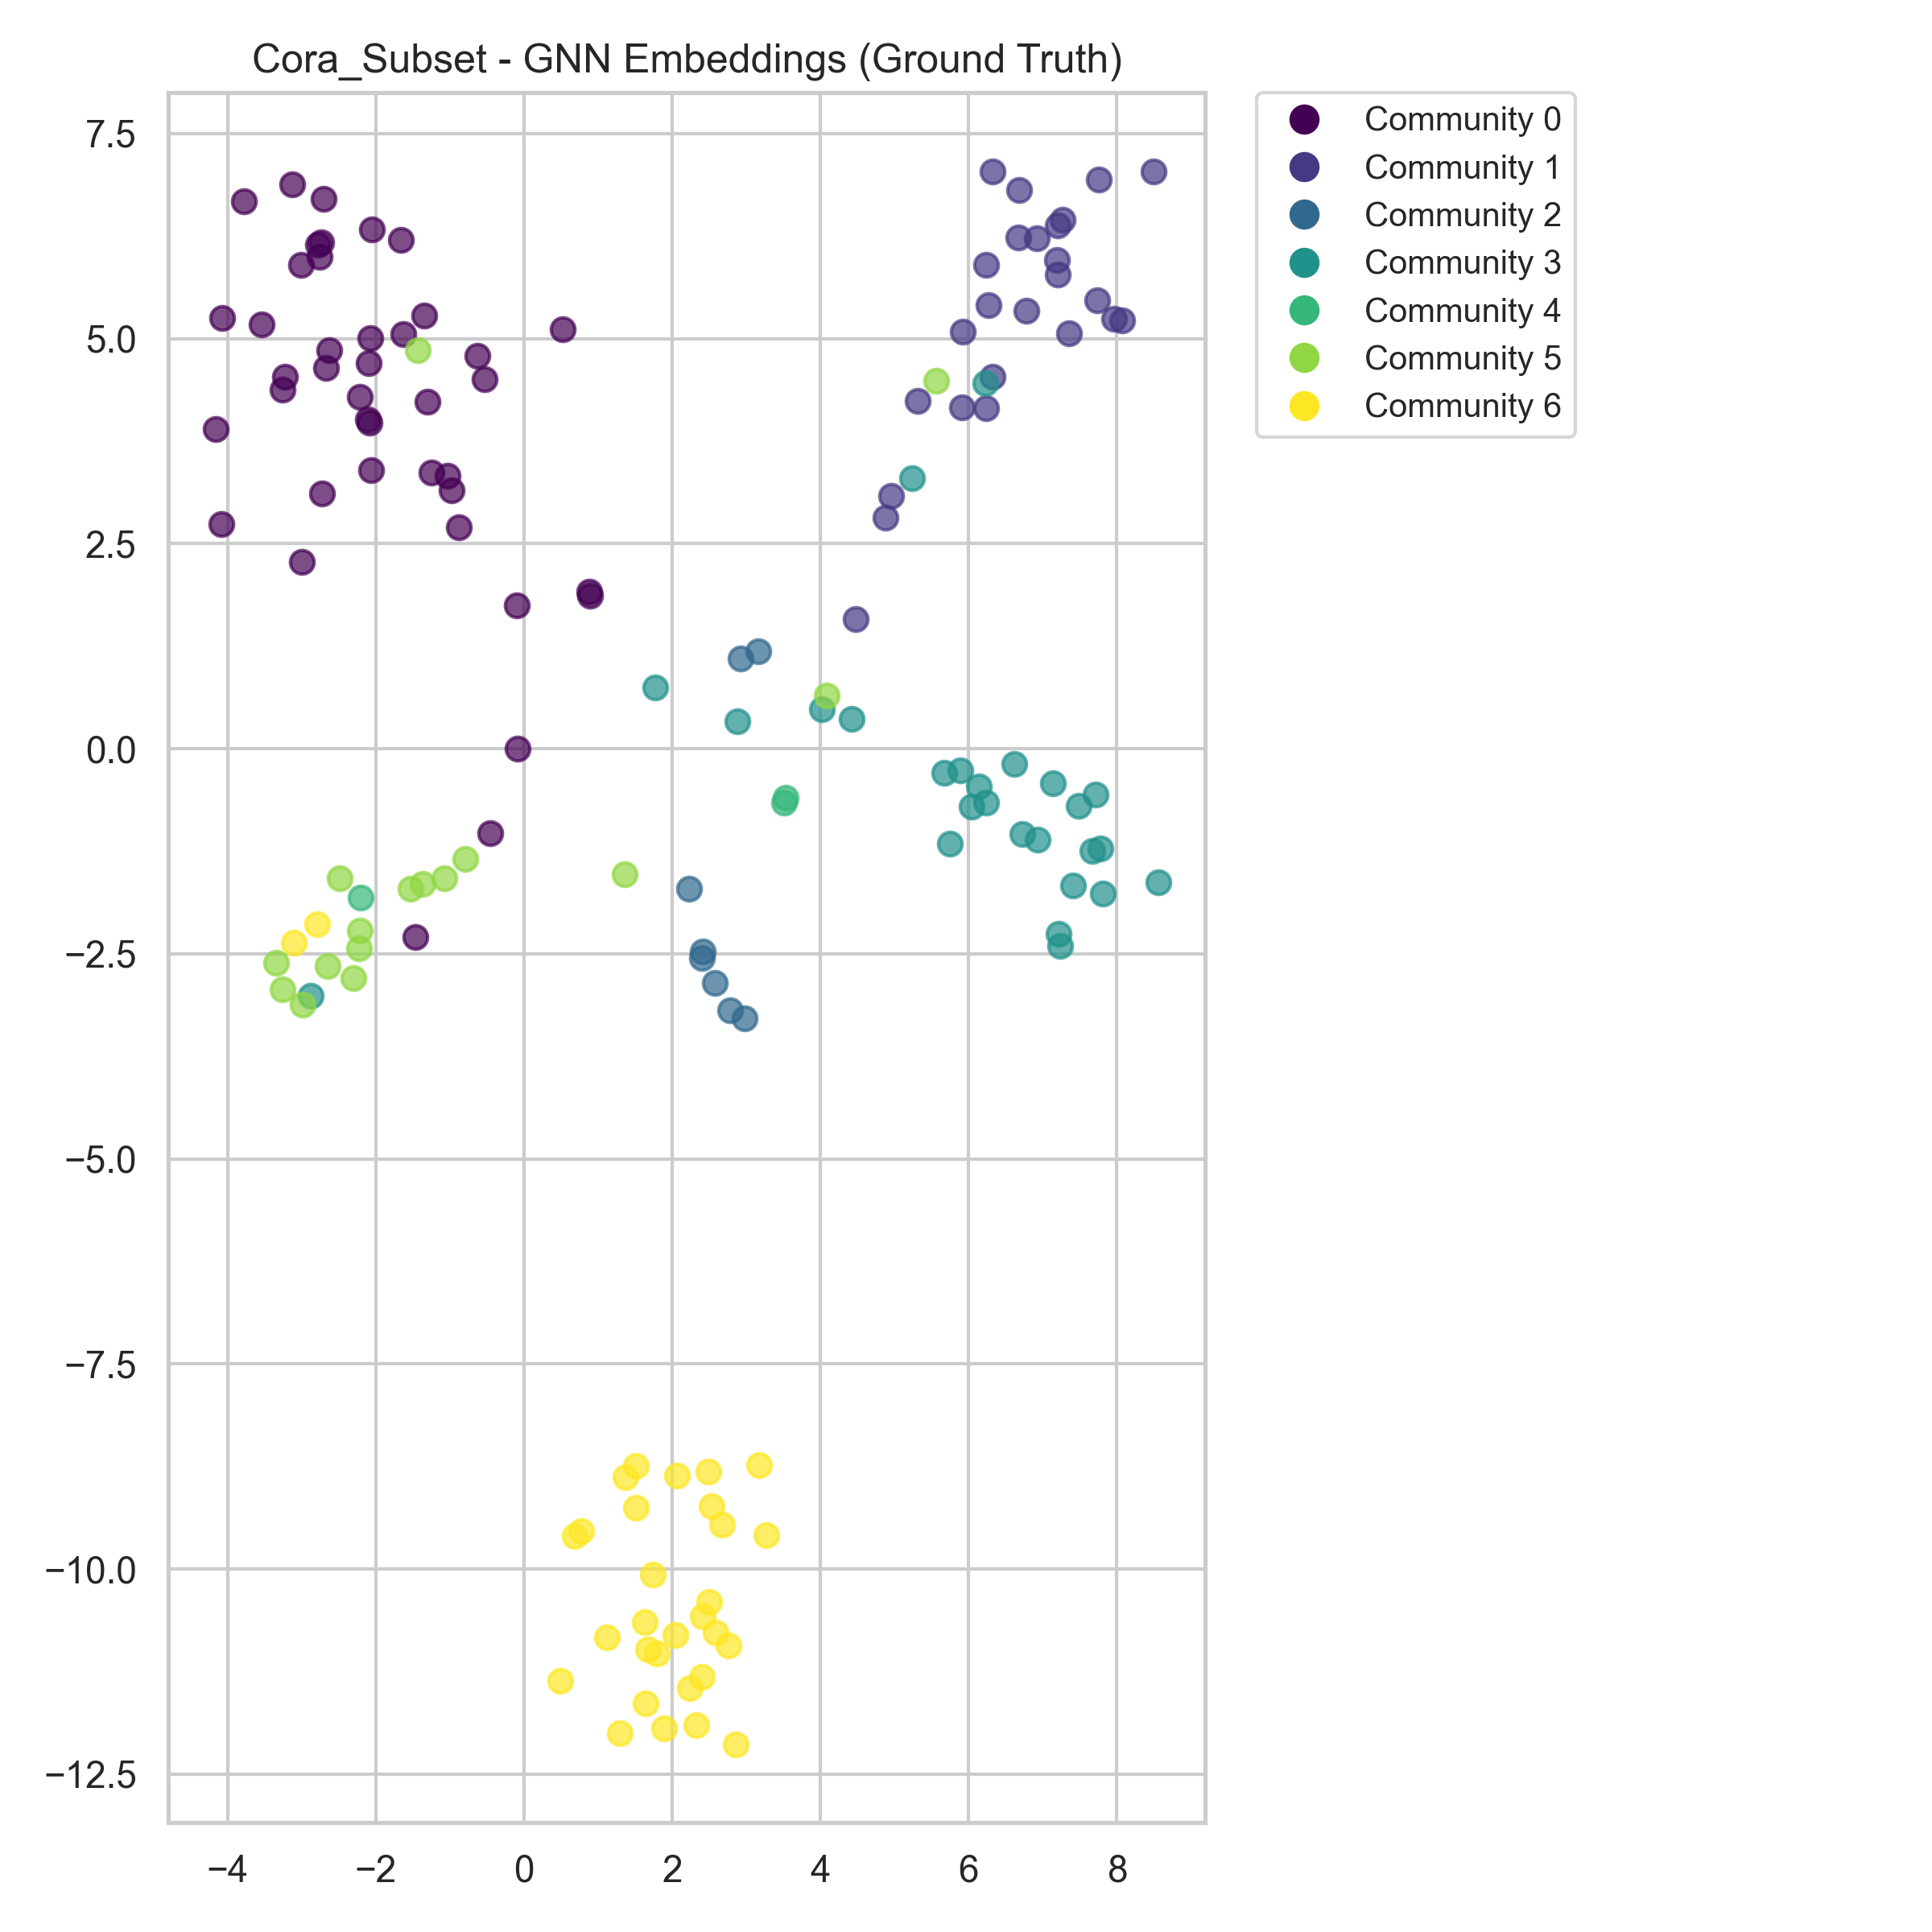 Cora_Subset - GNN Embeddings (Ground Truth)
Community 0
Community 1
Community 2
Community 3
Community 4
Community 5
Community 6
7.5
5.0
2.5
0.0
−2.5
−5.0
−7.5
−10.0
−12.5
−4 −2 0 2 4 6 8